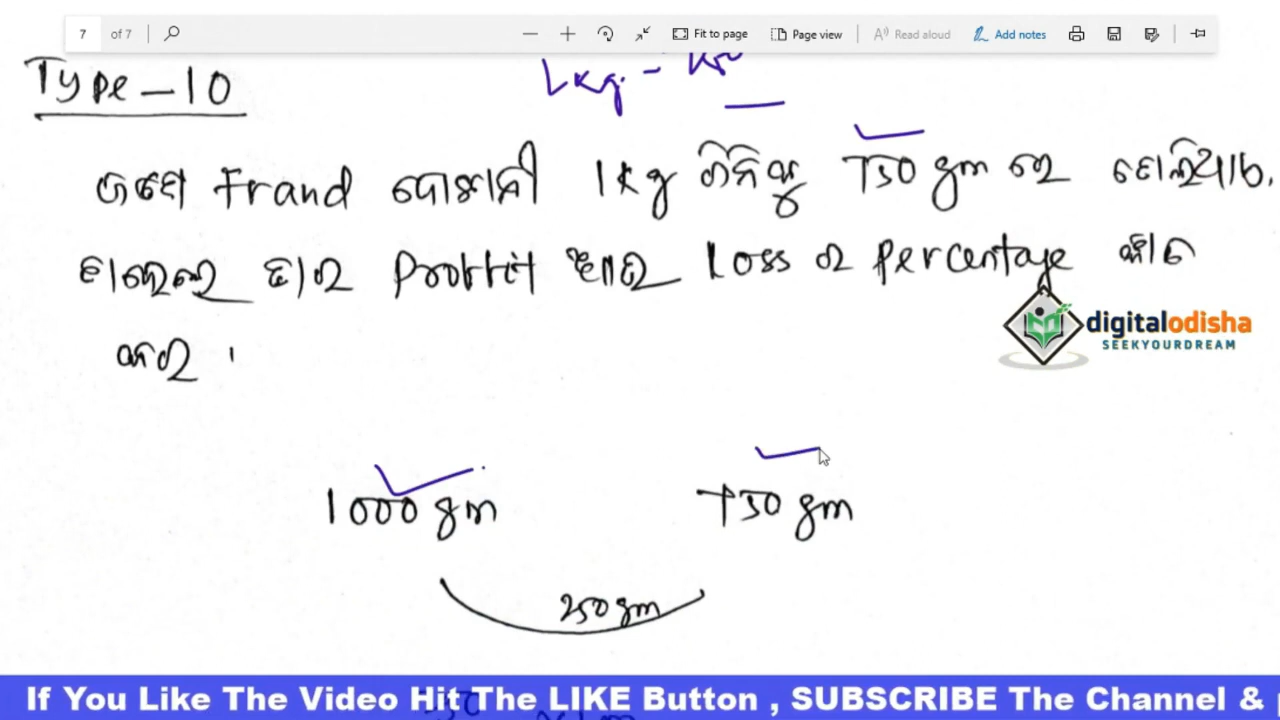 7 of 7 Fit to page Page view Read aloud Add notes
1kg -
Type - 10
ଜଣେ Fraud ଦୋକାନୀ 1kg ଚିନିକୁ 750 gm ରେ
ତାହେଲେ ତାର Profit Loss ର Percentage
କର ।
digitalodisha
SEEKYOURDREAM
1000 gm 750 gm
250 gm
If You Like The Video Hit The LIKE Button , SUBSCRIBE The Channel &